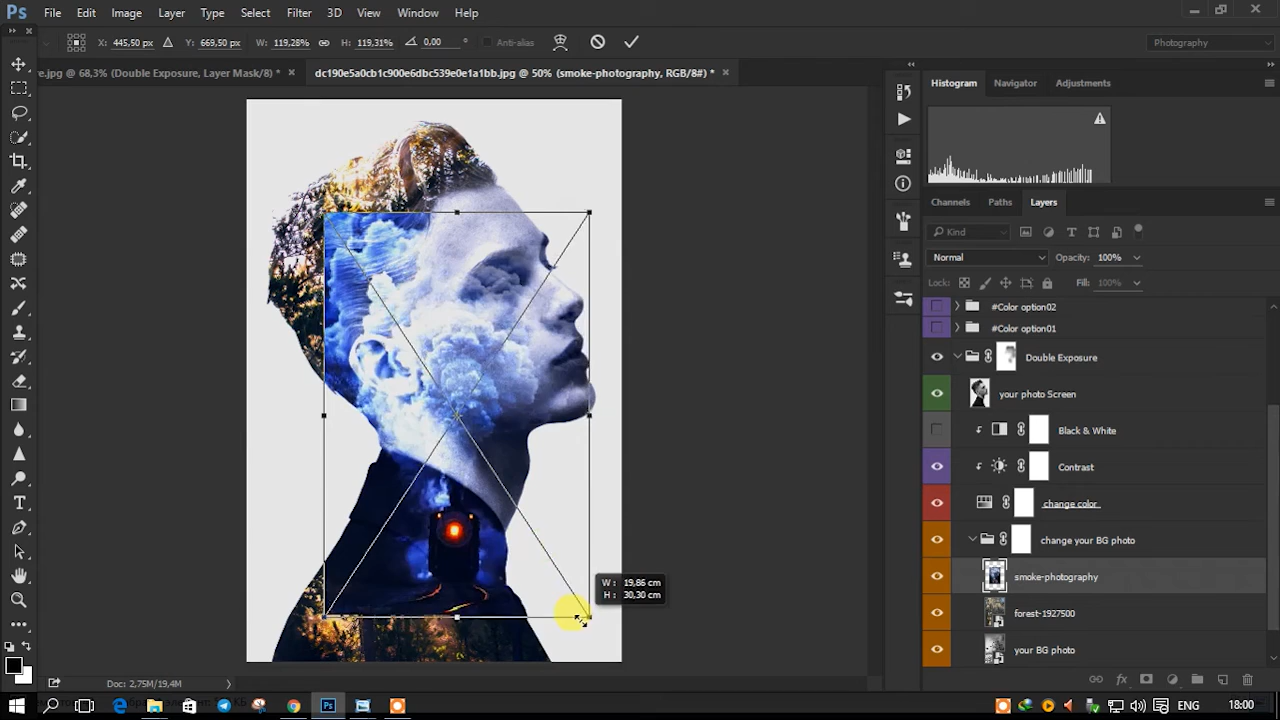 Ps File Edit Image Layer Type Select Filter 3D View Window Help
X: 445,50 px Y: 669,50 px W: 119,28% H: 119,31% 0,00 ° Anti-alias Photography
re.jpg @ 68,3% (Double Exposure, Layer Mask/8) * × dc190e5a0cb1c900e6dbc539e0e1a1bb.jpg @ 50% (smoke-photography, RGB/8#) * ×
Histogram Navigator Adjustments
Channels Paths Layers
Kind
Normal Opacity: 100%
Lock: Fill: 100%
#Color option02
#Color option01
Double Exposure
your photo Screen
Black & White
Contrast
change color
change your BG photo
smoke-photography
forest-1927500
your BG photo
W : 19,86 cm
H : 30,30 cm
Doc: 2,75M/19,4M
fx
ENG 18:00